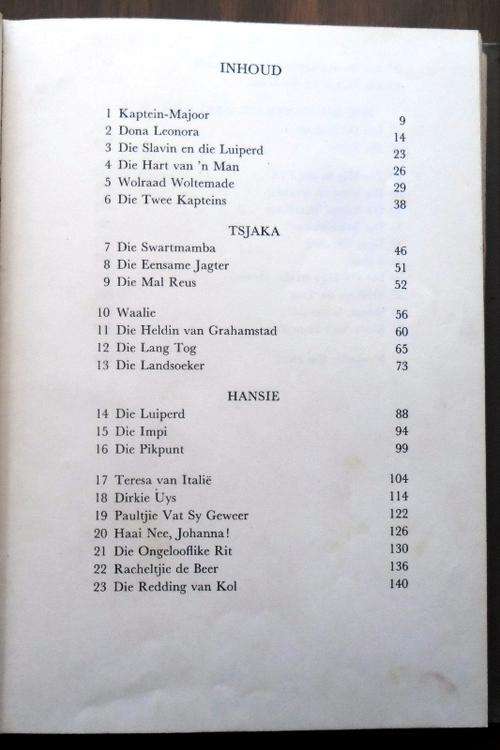 INHOUD
1 Kaptein-Majoor 9
2 Dona Leonora 14
3 Die Slavin en die Luiperd 23
4 Die Hart van 'n Man 26
5 Wolraad Woltemade 29
6 Die Twee Kapteins 38
TSJAKA
7 Die Swartmamba 46
8 Die Eensame Jagter 51
9 Die Mal Reus 52
10 Waalie 56
11 Die Heldin van Grahamstad 60
12 Die Lang Tog 65
13 Die Landsoeker 73
HANSIE
14 Die Luiperd 88
15 Die Impi 94
16 Die Pikpunt 99
17 Teresa van Italië 104
18 Dirkie Uys 114
19 Paultjie Vat Sy Geweer 122
20 Haai Nee, Johanna! 126
21 Die Ongelooflike Rit 130
22 Racheltjie de Beer 136
23 Die Redding van Kol 140